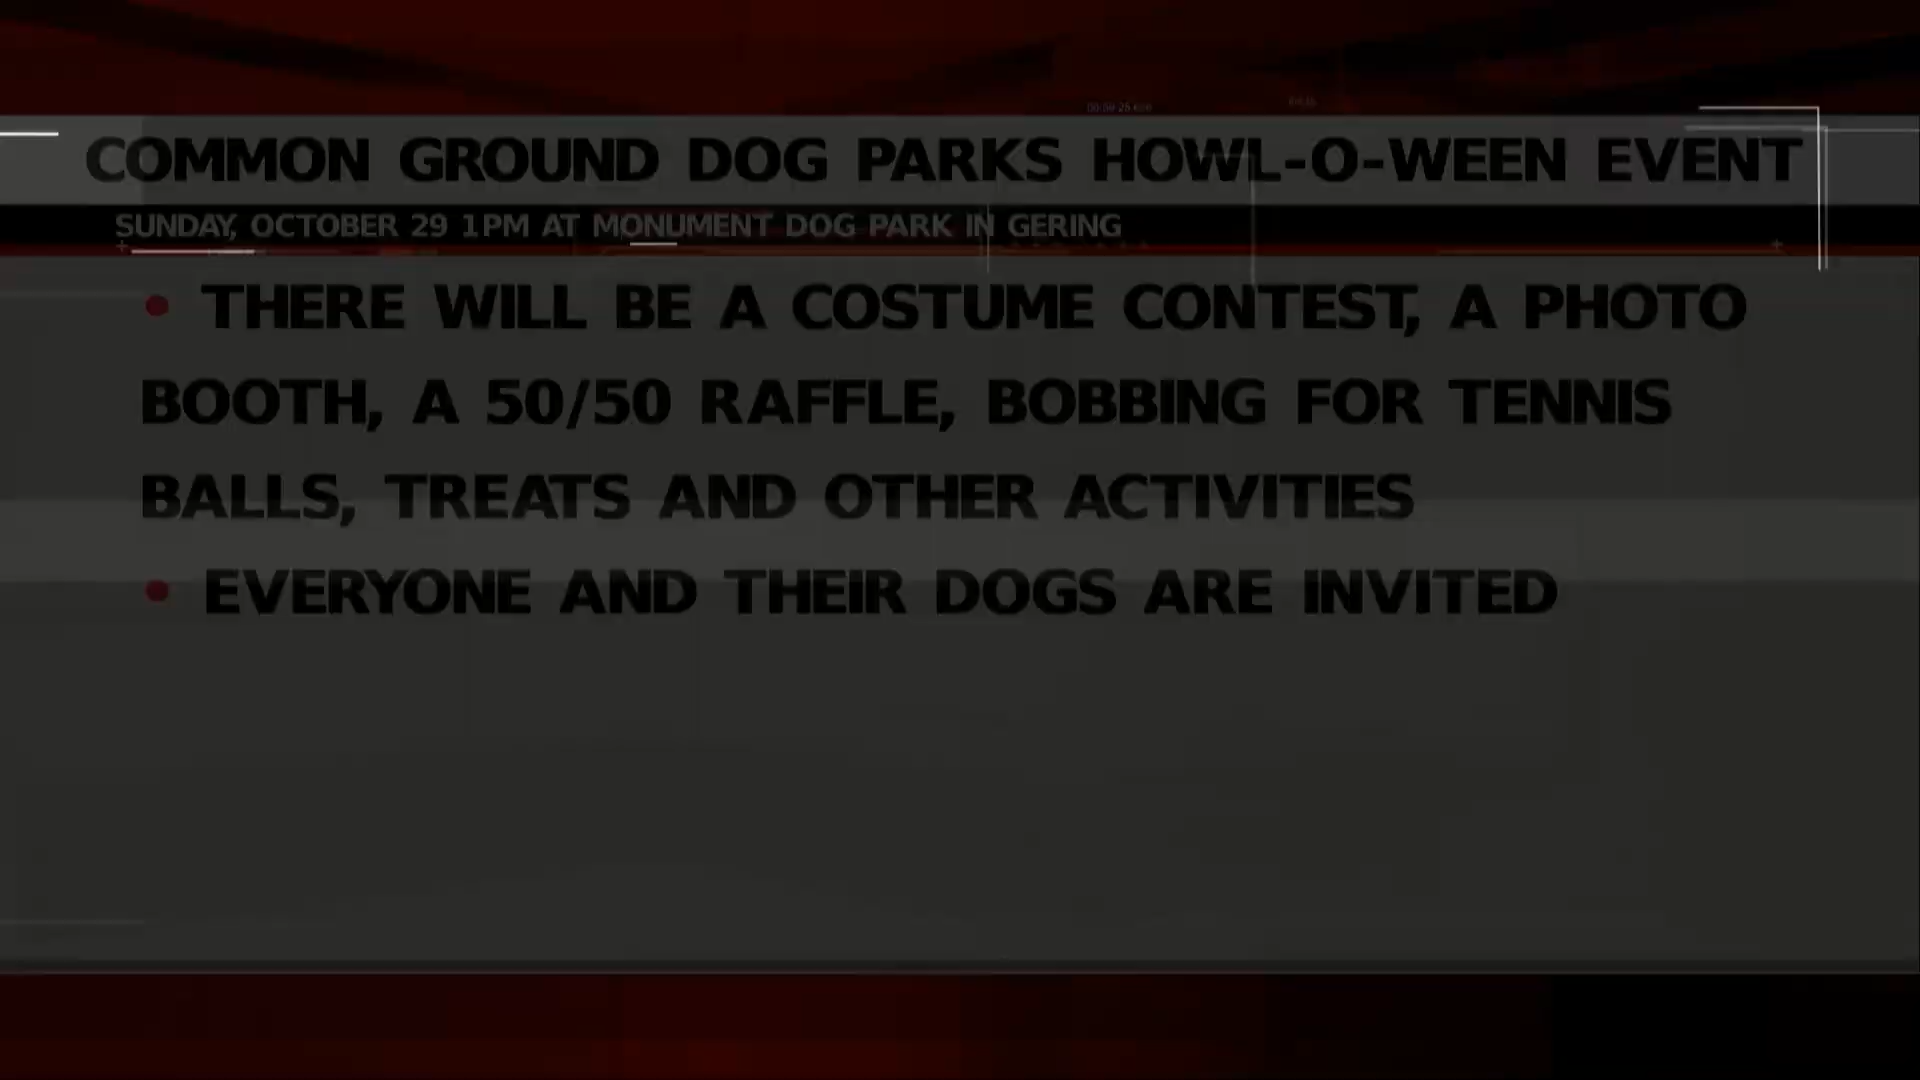 COMMON GROUND DOG PARKS HOWL-O-WEEN EVENT
SUNDAY, OCTOBER 29 1PM AT MONUMENT DOG PARK IN GERING
• THERE WILL BE A COSTUME CONTEST, A PHOTO
BOOTH, A 50/50 RAFFLE, BOBBING FOR TENNIS
BALLS, TREATS AND OTHER ACTIVITIES
• EVERYONE AND THEIR DOGS ARE INVITED